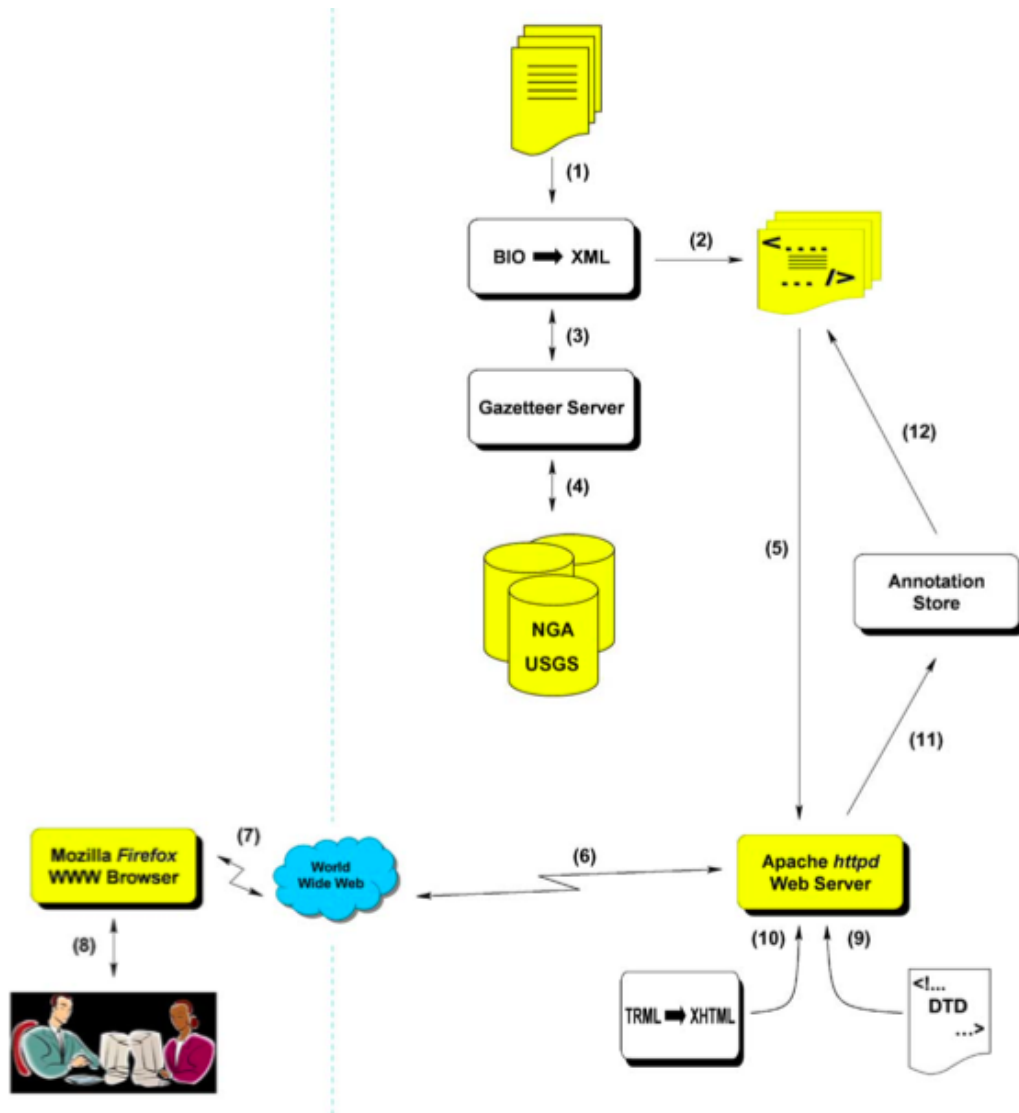 (1)
BIO ➡ XML
(2)
< ....
... />
(3)
Gazetteer Server
(12)
(4)
(5)
Annotation
Store
NGA
USGS
(11)
(7)
(6)
Mozilla Firefox
WWW Browser
World
Wide Web
Apache httpd
Web Server
(8)
(10)
(9)
TRML ➡ XHTML
<!...
DTD
...>